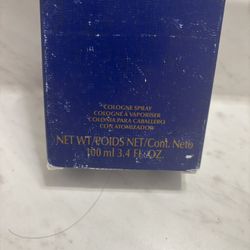 COLOGNE SPRAY
COLOGNE A VAPORISER
COLONIA PARA CABALLERO
CON ATOMIZADOR
NET WT/POIDS NET/Cont. Neto
100 ml 3.4 FL. OZ.